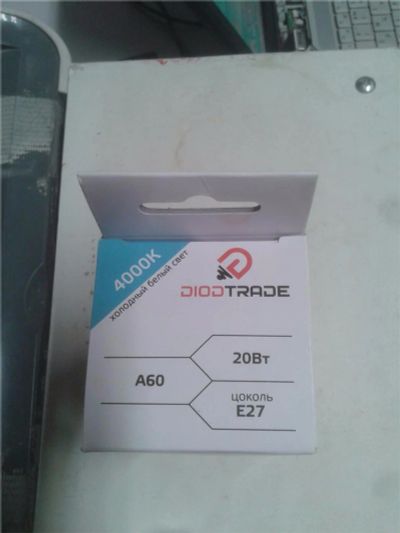 4000K
холодный белый свет
DIODTRADE
20Вт
A60
цоколь
E27